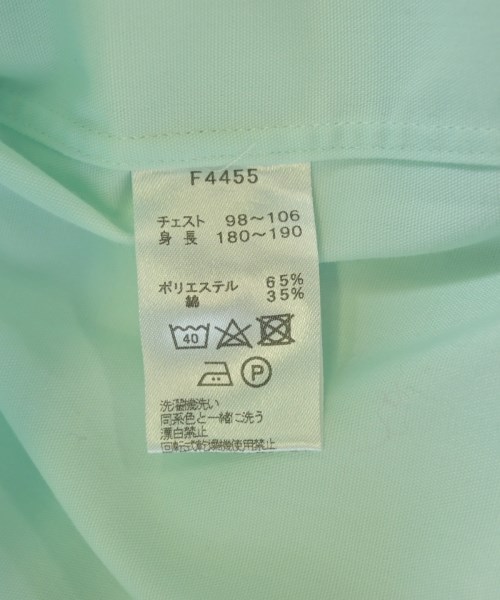 F4455
チェスト 98～106
身長 180～190
ポリエステル 65%
綿 35%
40
P
洗濯機洗い
同系色と一緒に洗う
漂白禁止
回転式乾燥機使用禁止